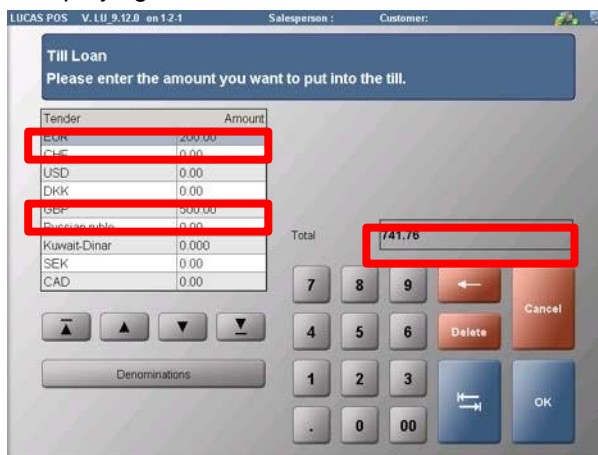 LUCAS POS V. LU_9.12.0 on 1-2-1 Salesperson : Customer:
Till Loan
Please enter the amount you want to put into the till.
Tender Amount
EUR 200.00
CHF 0.00
USD 0.00
DKK 0.00
GBP 500.00
Russian ruble 0.00
Kuwait-Dinar 0.000
SEK 0.00
CAD 0.00
Total 741.76
7 8 9 Cancel
4 5 6 Delete
Denominations
1 2 3 OK
. 0 00